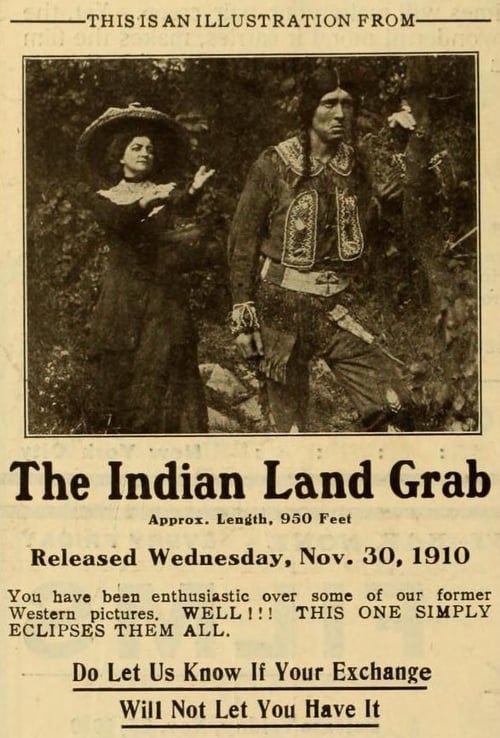 THIS IS AN ILLUSTRATION FROM
The Indian Land Grab
Approx. Length, 950 Feet
Released Wednesday, Nov. 30, 1910
You have been enthusiastic over some of our former
Western pictures. WELL!!! THIS ONE SIMPLY
ECLIPSES THEM ALL.
Do Let Us Know If Your Exchange
Will Not Let You Have It